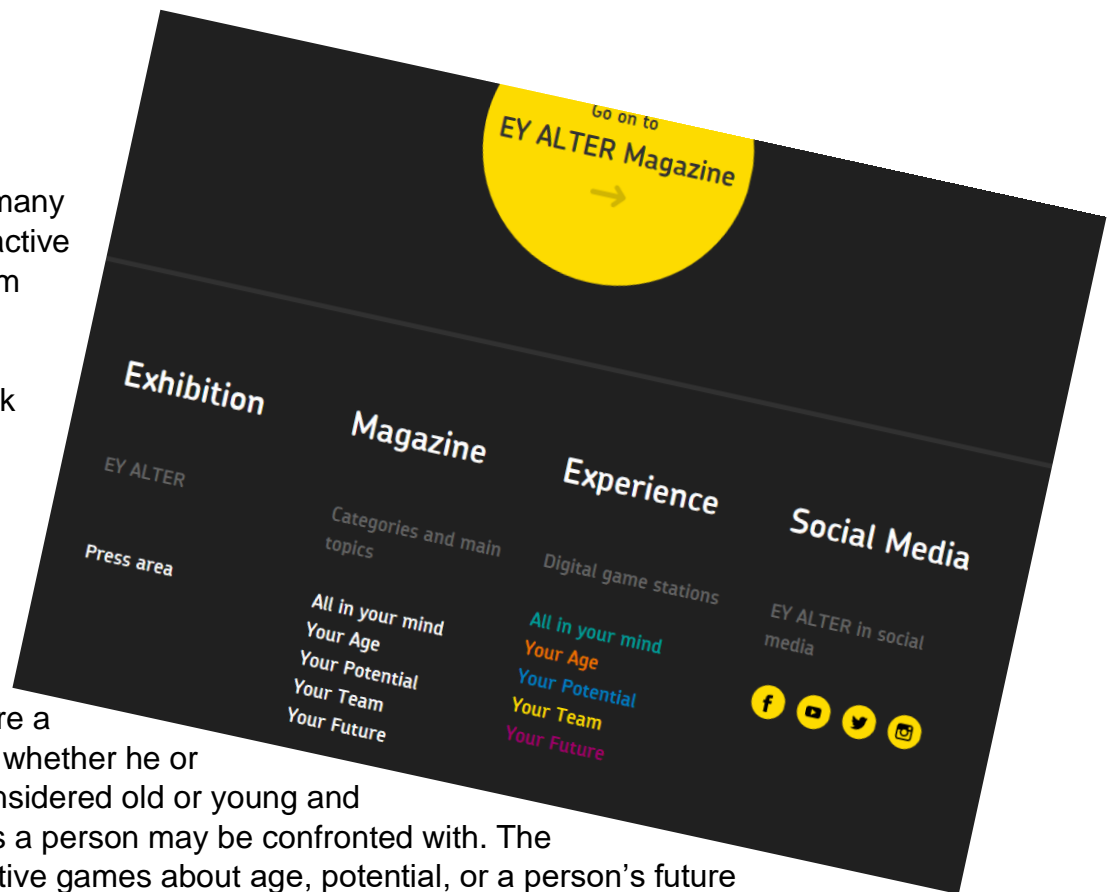 many
active
m
k
Go on to
EY ALTER Magazine
Exhibition
EY ALTER
Press area
Magazine
Categories and main
topics
All in your mind
Your Age
Your Potential
Your Team
Your Future
Experience
Digital game stations
All in your mind
Your Age
Your Potential
Your Team
Your Future
Social Media
EY ALTER in social
media
re a
whether he or
nsidered old or young and
s a person may be confronted with. The
tive games about age, potential, or a person's future